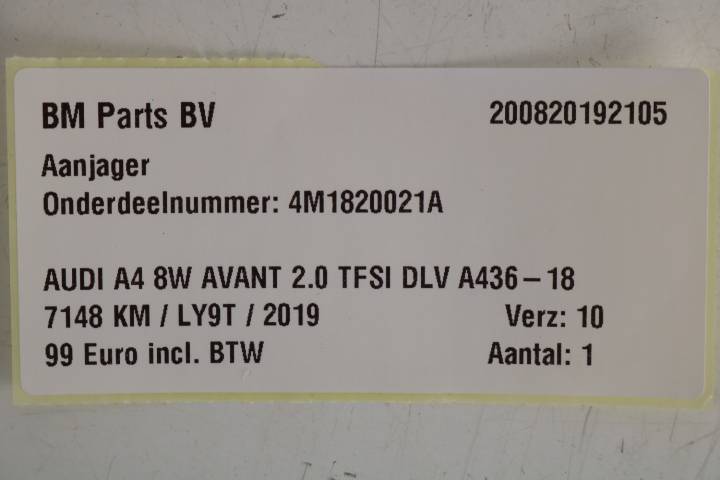 BM Parts BV 200820192105
Aanjager
Onderdeelnummer: 4M1820021A
AUDI A4 8W AVANT 2.0 TFSI DLV A436-18
7148 KM / LY9T / 2019 Verz: 10
99 Euro incl. BTW Aantal: 1